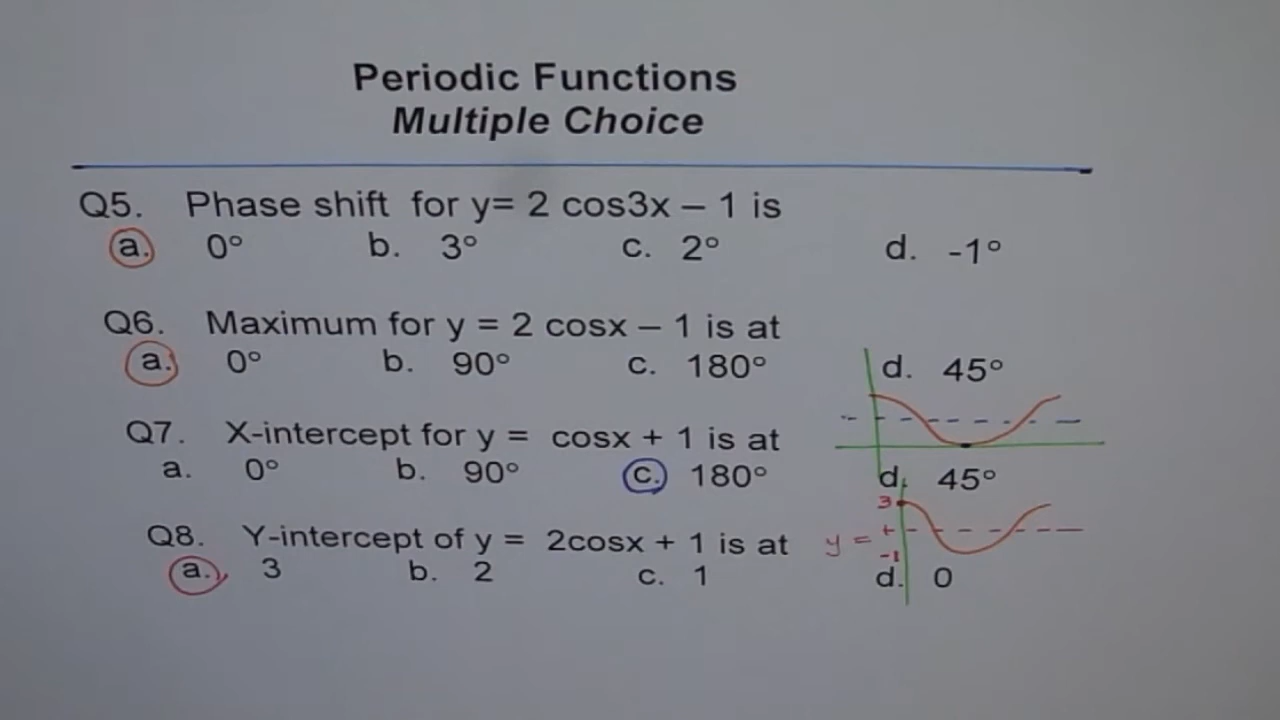 Periodic Functions
Multiple Choice
Q5. Phase shift for y= 2 cos3x – 1 is
a. 0° b. 3° c. 2° d. -1°
Q6. Maximum for y = 2 cosx – 1 is at
a. 0° b. 90° c. 180° d. 45°
Q7. X-intercept for y = cosx + 1 is at
a. 0° b. 90° c. 180° d. 45°
Q8. Y-intercept of y = 2cosx + 1 is at
a. 3 b. 2 c. 1 d. 0
3
y =
-1